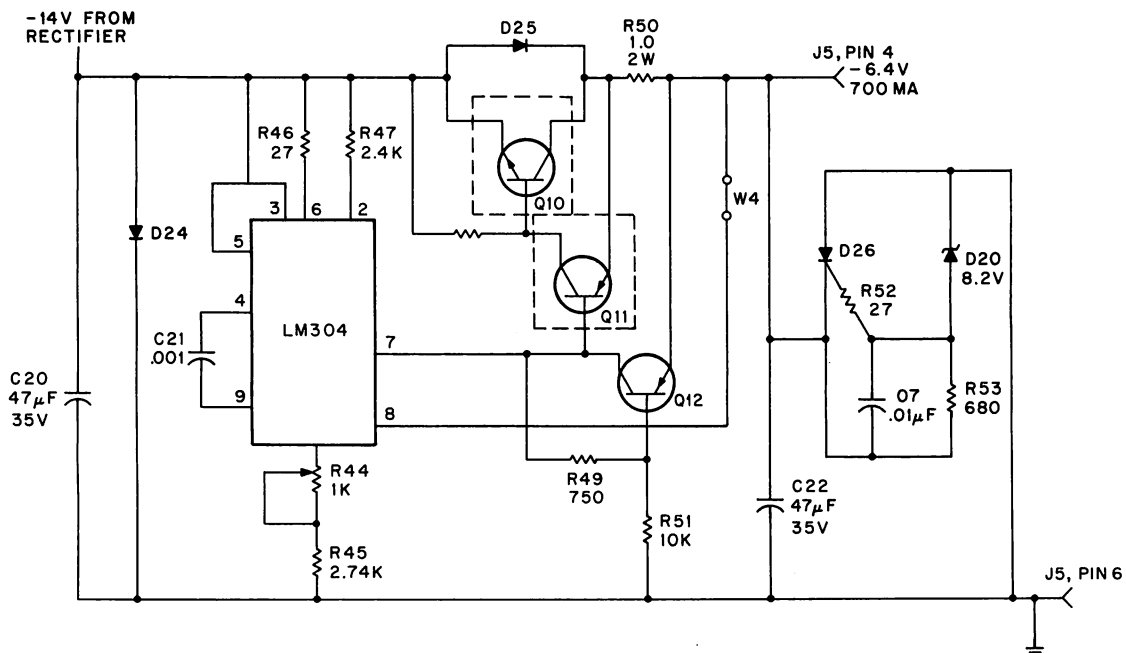 -14V FROM
RECTIFIER
D25
R50
1.0
2W
J5, PIN 4
-6.4V
700 MA
R46
27
R47
2.4K
Q10
W4
3
6
2
D24
5
D26
D20
8.2V
Q11
R52
27
4
LM304
C21
.001
7
C20
47μF
35V
9
Q12
O7
.01μF
R53
680
8
R44
1K
R49
750
C22
47μF
35V
R51
10K
R45
2.74K
J5, PIN 6